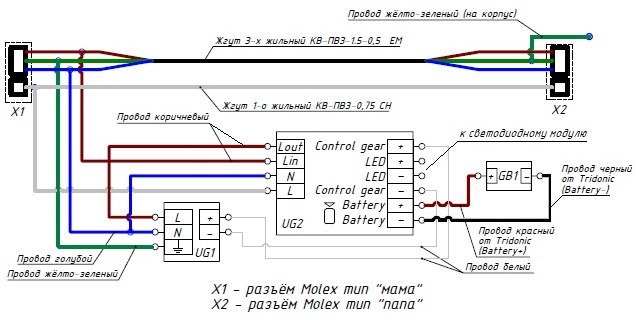 Провод жёлто-зеленый (на корпус)
Жгут 3-х жильный КВ-ПВЗ-1.5-0,5 ЕМ
X1
X2
Жгут 1-о жильный КВ-ПВЗ-0,75 СН
Провод коричневый
к светодиодному модулю
Lout
Control gear
+
Lin
LED
+
N
LED
−
L
Control gear
−
Battery
+
Battery
−
UG2
+ GB1 −
Провод черный
от Tridonic
(Battery-)
L
+
N
−
UG1
Провод красный
от Tridonic
(Battery+)
Провод голубой
Провод белый
Провод жёлто-зеленый
X1 – разъём Molex тип "мама"
X2 – разъём Molex тип "папа"